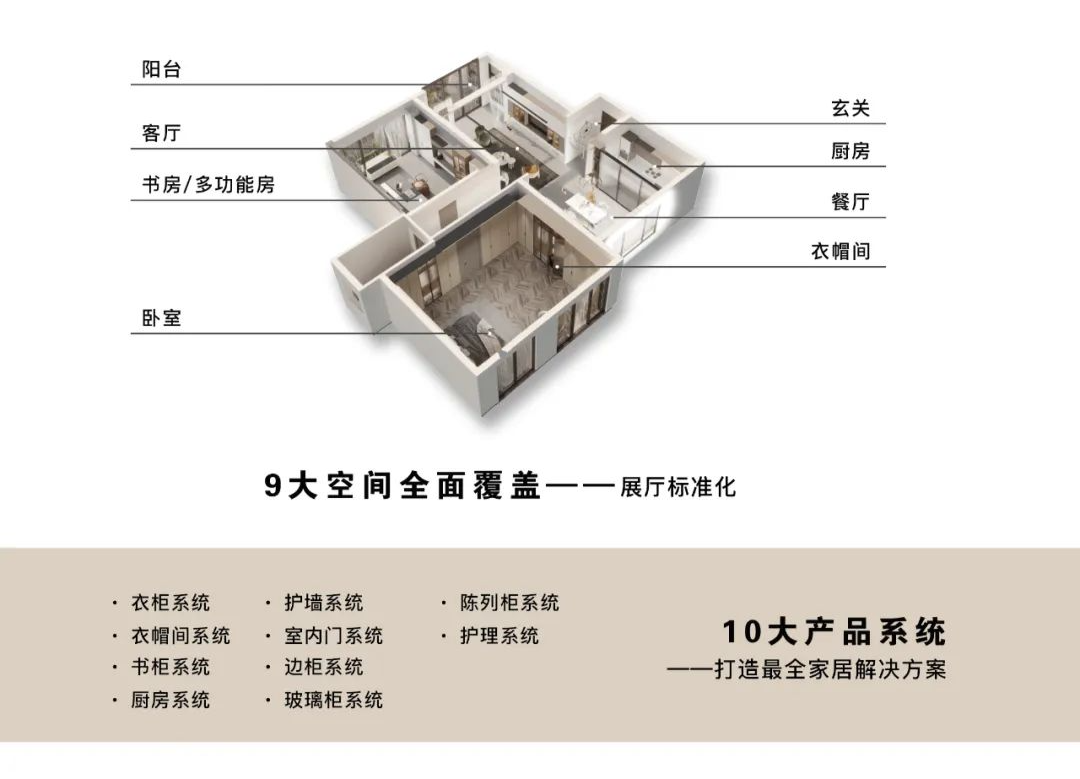 阳台
客厅
书房/多功能房
卧室
玄关
厨房
餐厅
衣帽间
9大空间全面覆盖——展厅标准化
· 衣柜系统
· 衣帽间系统
· 书柜系统
· 厨房系统
· 护墙系统
· 室内门系统
· 边柜系统
· 玻璃柜系统
· 陈列柜系统
· 护理系统
10大产品系统
——打造最全家居解决方案